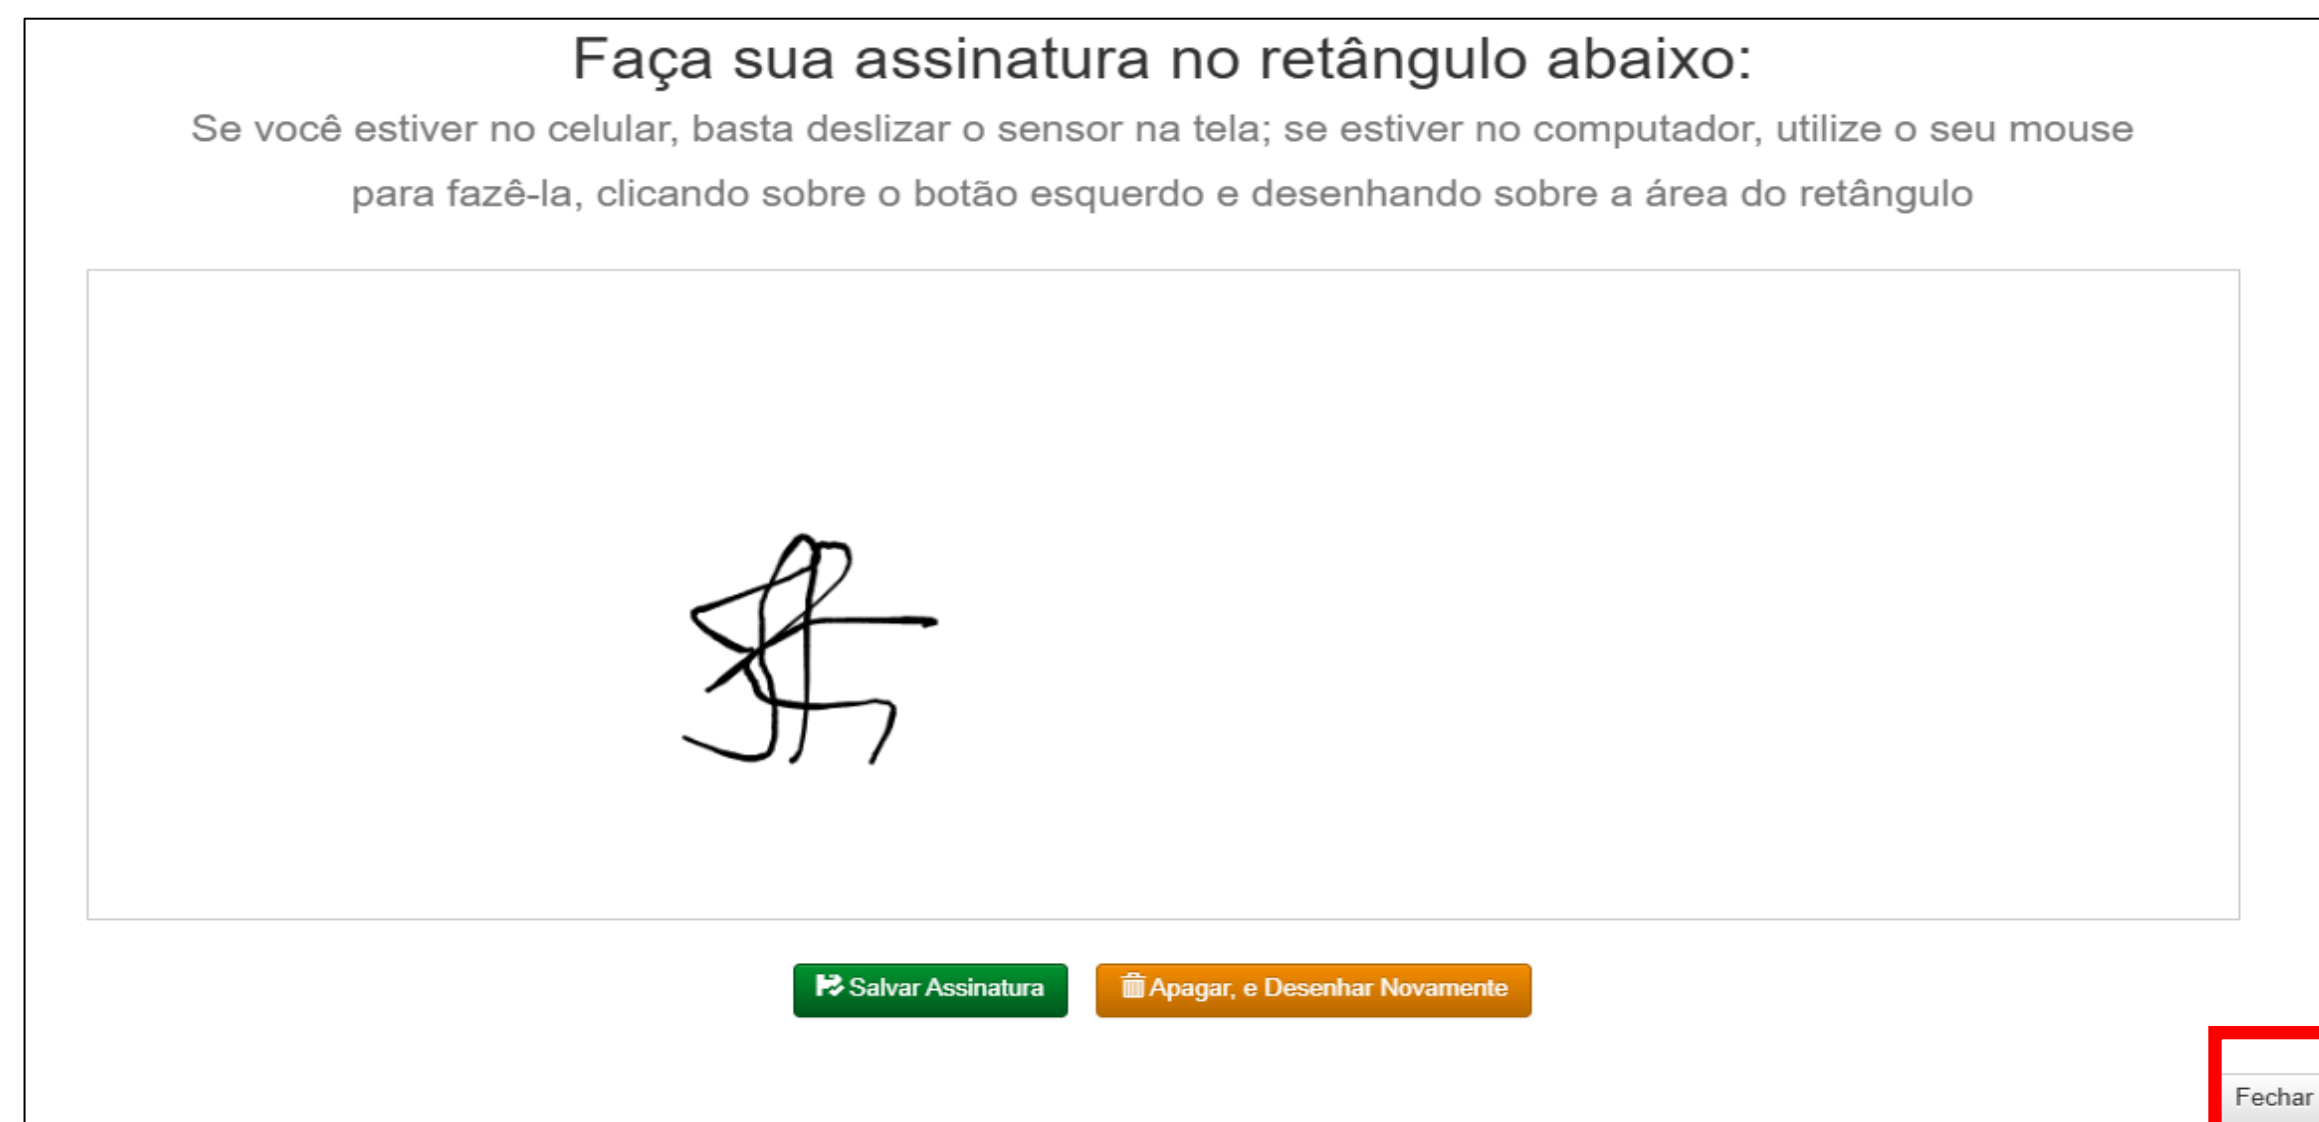 Faça sua assinatura no retângulo abaixo:
Se você estiver no celular, basta deslizar o sensor na tela; se estiver no computador, utilize o seu mouse
para fazê-la, clicando sobre o botão esquerdo e desenhando sobre a área do retângulo
Salvar Assinatura
Apagar, e Desenhar Novamente
Fechar